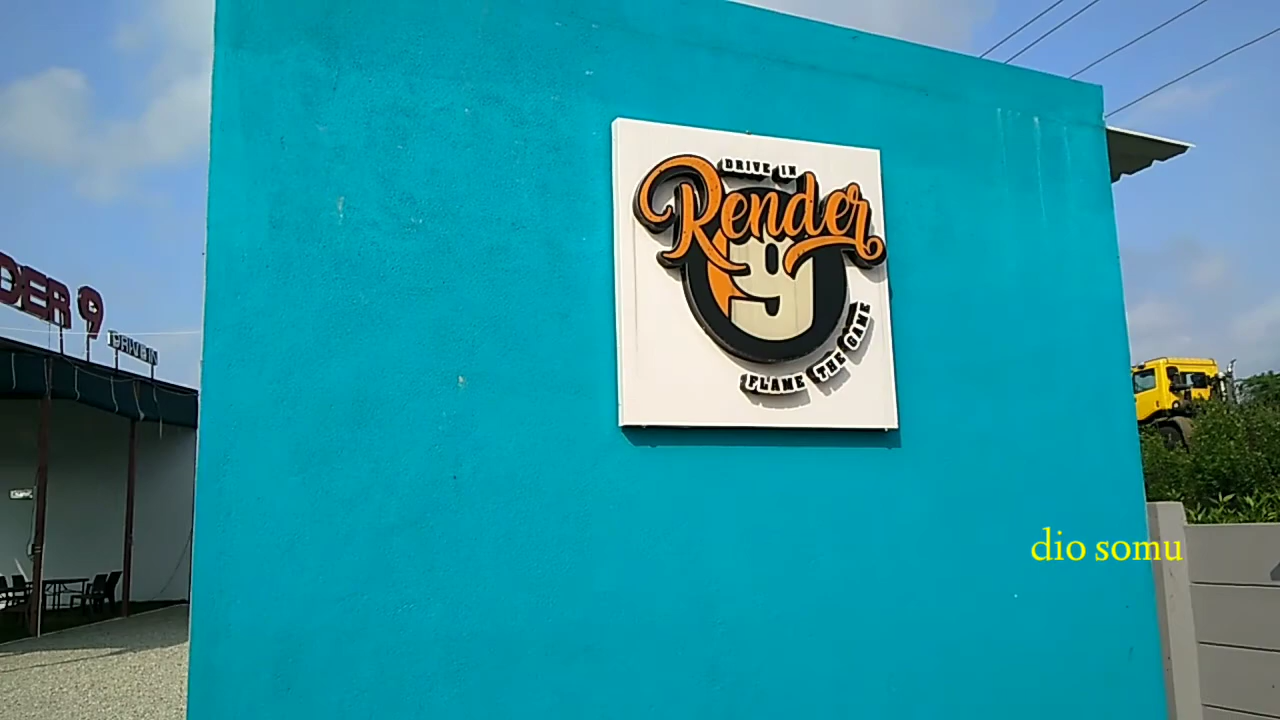 DRIVE IN
Render
9
FLAME THE GAME
DER 9
DRIVE IN
dio somu